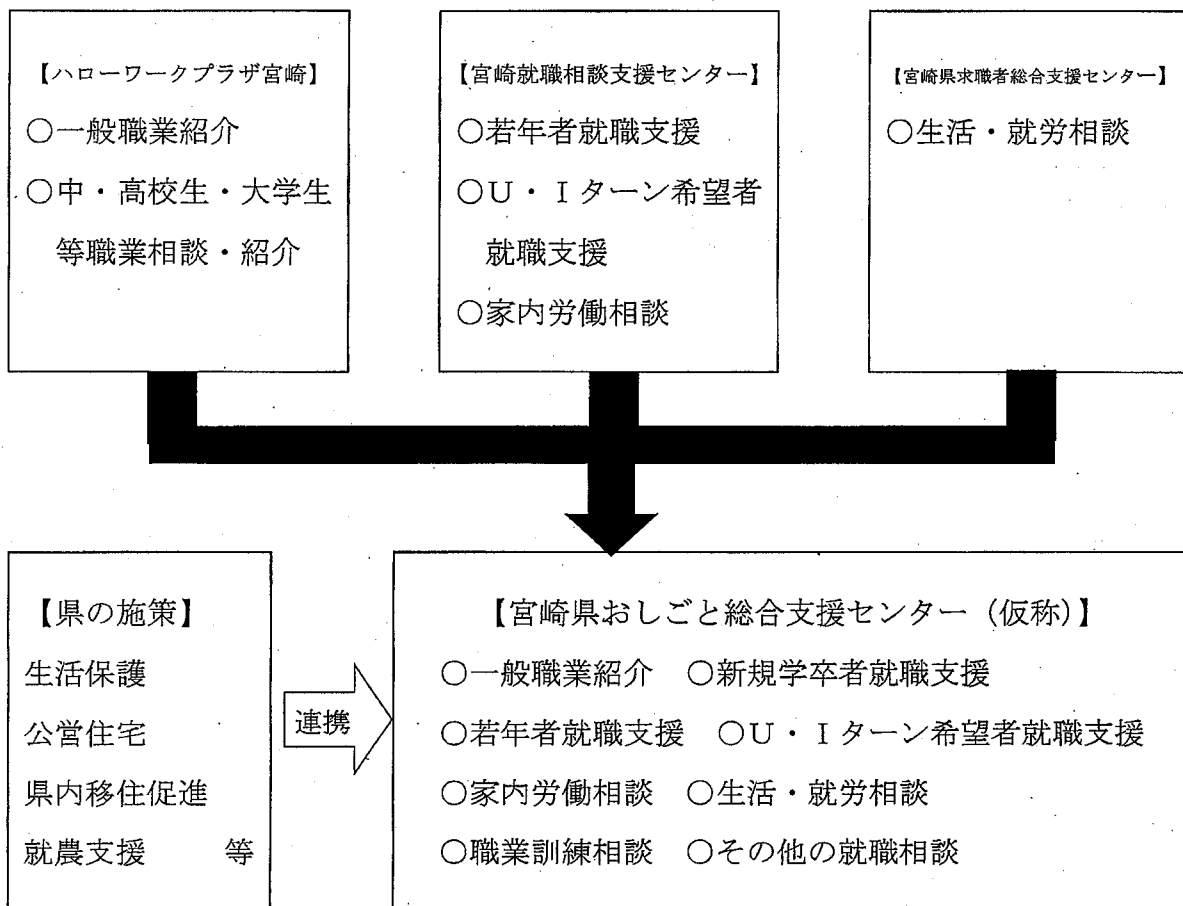 【ハローワークプラザ宮崎】
○一般職業紹介
○中・高校生・大学生
等職業相談・紹介
【宮崎就職相談支援センター】
○若年者就職支援
○U・Iターン希望者
就職支援
○家内労働相談
【宮崎県求職者総合支援センター】
○生活・就労相談
【県の施策】
生活保護
公営住宅
県内移住促進
就農支援 等
連携
【宮崎県おしごと総合支援センター（仮称）】
○一般職業紹介 ○新規学卒者就職支援
○若年者就職支援 ○U・Iターン希望者就職支援
○家内労働相談 ○生活・就労相談
○職業訓練相談 ○その他の就職相談